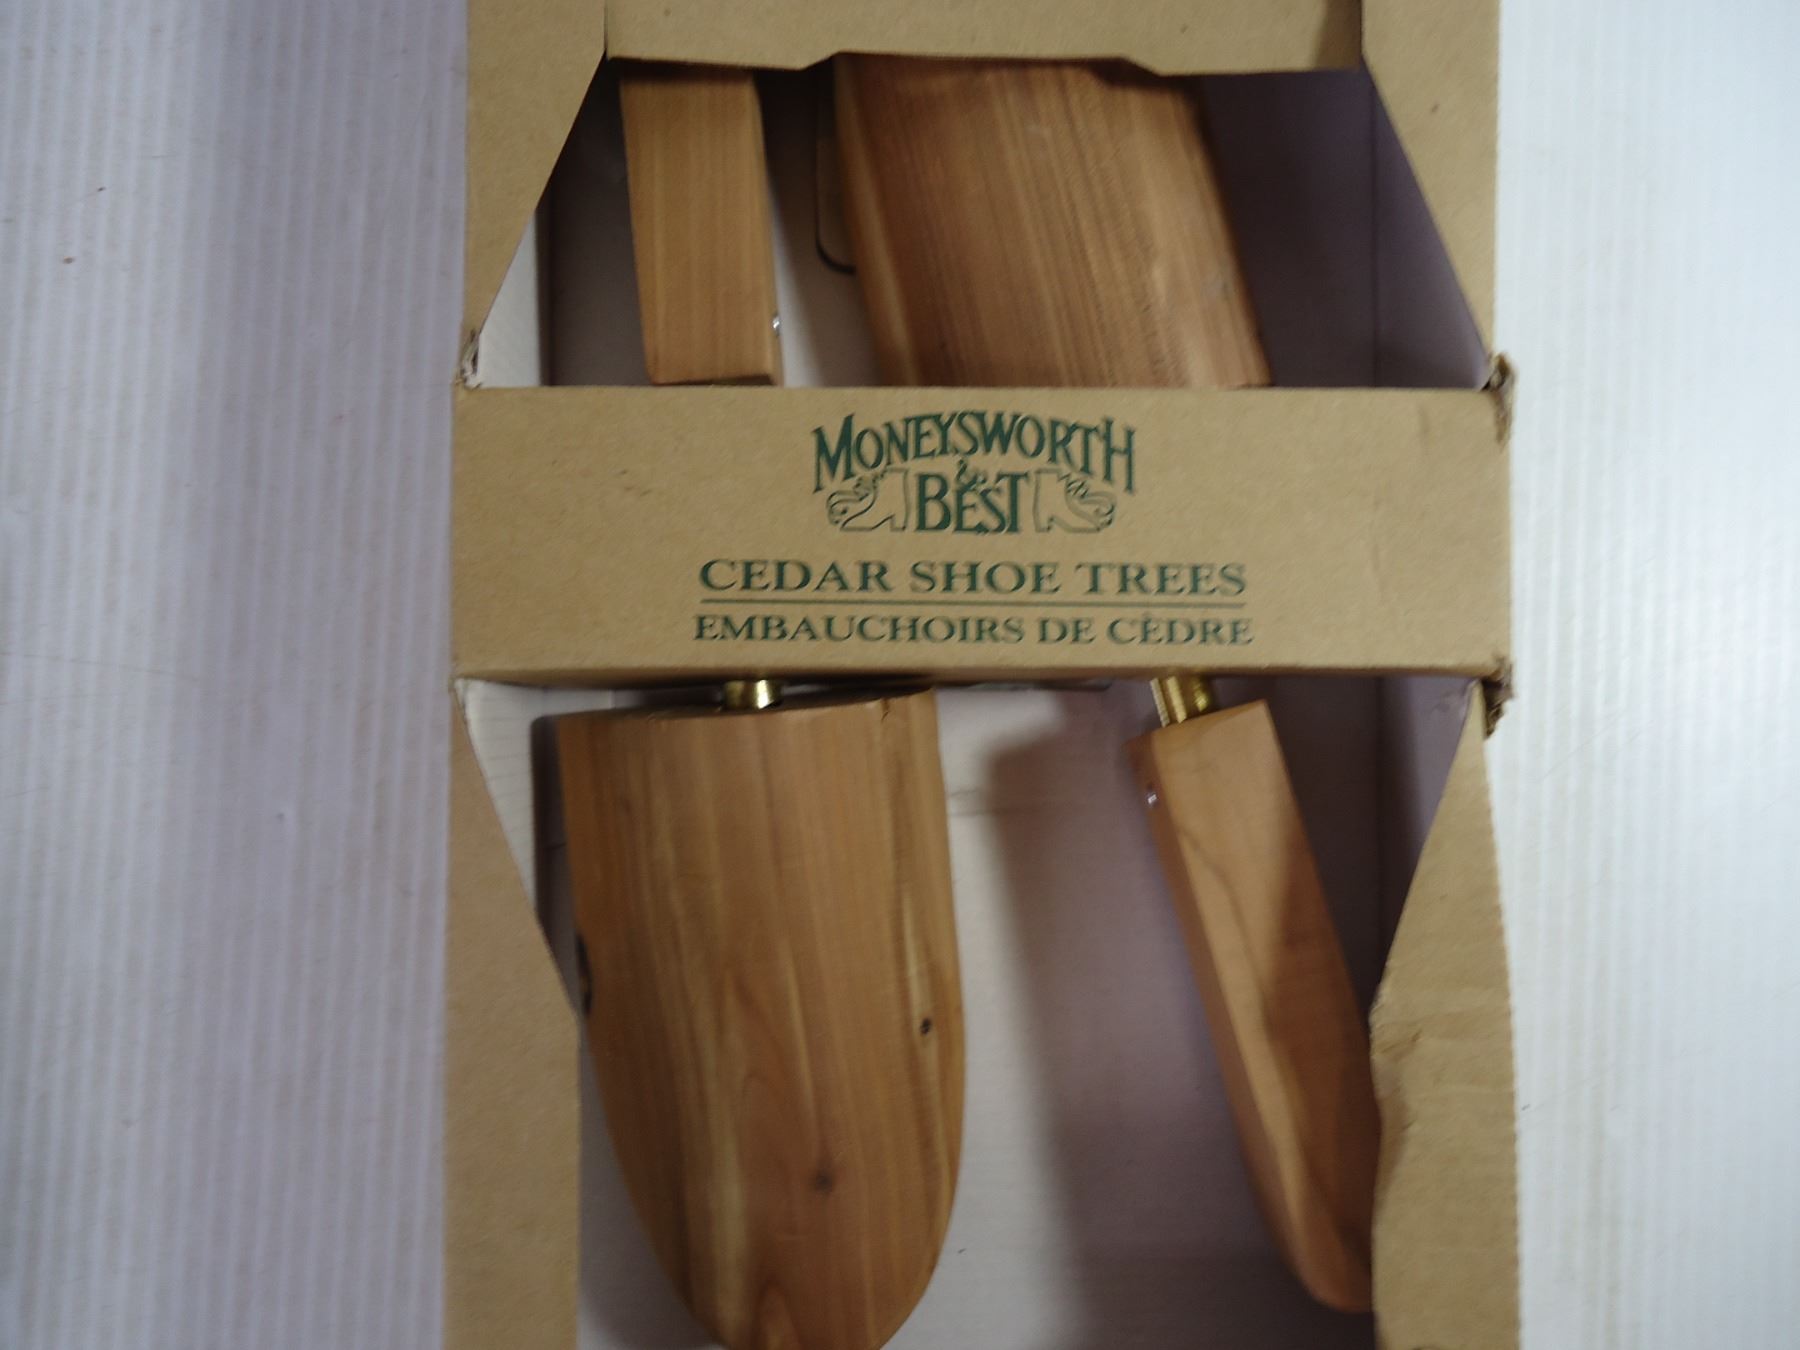 MONEYSWORTH
&
BEST
CEDAR SHOE TREES
EMBAUCHOIRS DE CÈDRE